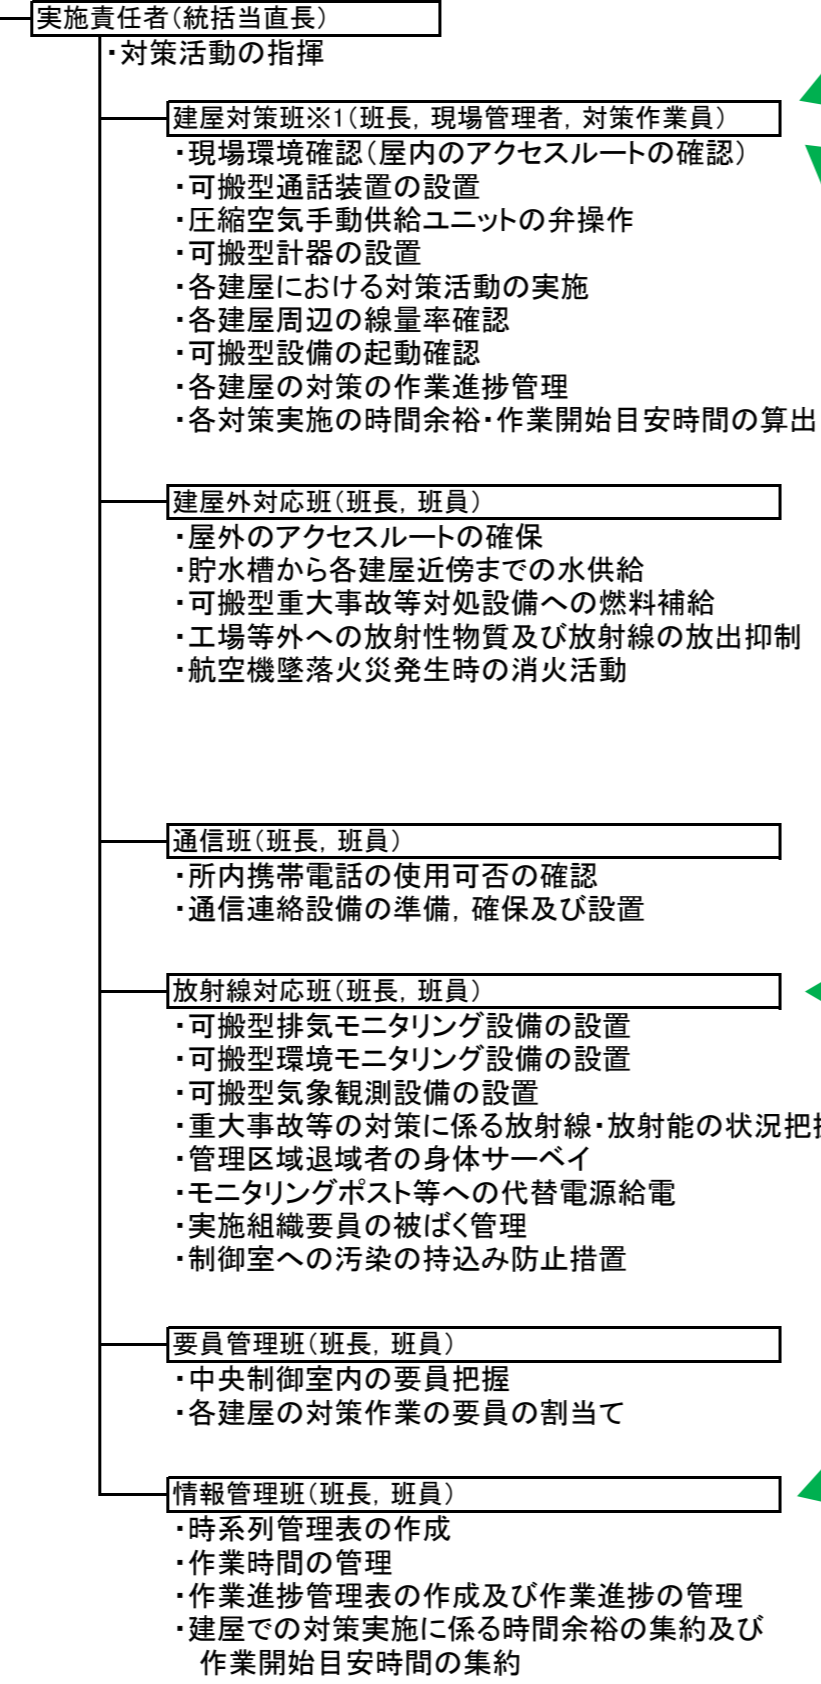 実施責任者(統括当直長)
・対策活動の指揮
建屋対策班※1(班長, 現場管理者, 対策作業員)
・現場環境確認(屋内のアクセスルートの確認)
・可搬型通話装置の設置
・圧縮空気手動供給ユニットの弁操作
・可搬型計器の設置
・各建屋における対策活動の実施
・各建屋周辺の線量率確認
・可搬型設備の起動確認
・各建屋の対策の作業進捗管理
・各対策実施の時間余裕・作業開始目安時間の算出
建屋外対応班(班長, 班員)
・屋外のアクセスルートの確保
・貯水槽から各建屋近傍までの水供給
・可搬型重大事故等対処設備への燃料補給
・工場等外への放射性物質及び放射線の放出抑制
・航空機墜落火災発生時の消火活動
通信班(班長, 班員)
・所内携帯電話の使用可否の確認
・通信連絡設備の準備, 確保及び設置
放射線対応班(班長, 班員)
・可搬型排気モニタリング設備の設置
・可搬型環境モニタリング設備の設置
・可搬型気象観測設備の設置
・重大事故等の対策に係る放射線・放射能の状況把
・管理区域退域者の身体サーベイ
・モニタリングポスト等への代替電源給電
・実施組織要員の被ばく管理
・制御室への汚染の持込み防止措置
要員管理班(班長, 班員)
・中央制御室内の要員把握
・各建屋の対策作業の要員の割当て
情報管理班(班長, 班員)
・時系列管理表の作成
・作業時間の管理
・作業進捗管理表の作成及び作業進捗の管理
・建屋での対策実施に係る時間余裕の集約及び
作業開始目安時間の集約